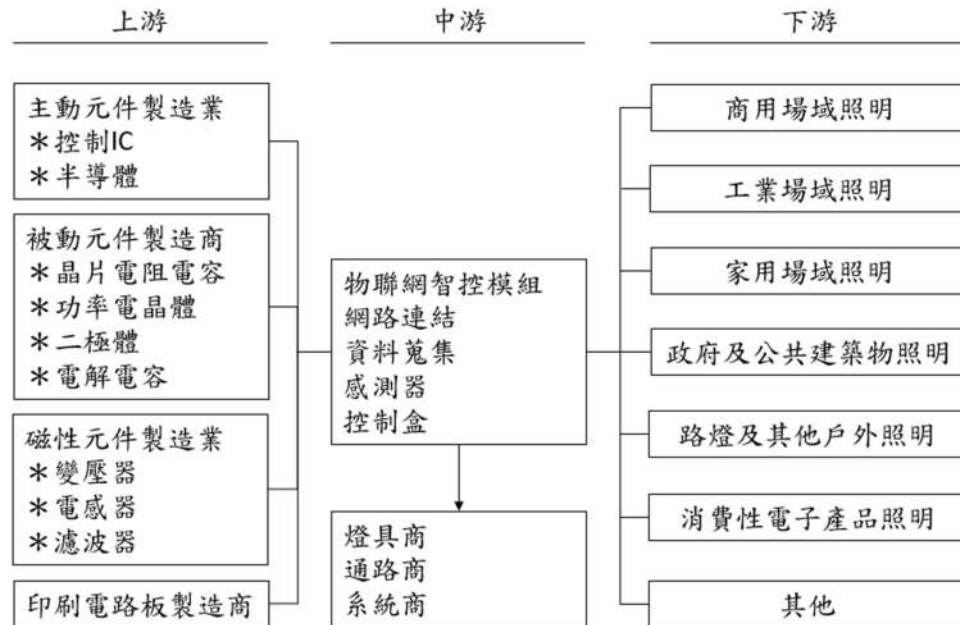 上游
中游
下游
主動元件製造業
＊控制IC
＊半導體
被動元件製造商
＊晶片電阻電容
＊功率電晶體
＊二極體
＊電解電容
磁性元件製造業
＊變壓器
＊電感器
＊濾波器
印刷電路板製造商
物聯網智控模組
網路連結
資料蒐集
感測器
控制盒
燈具商
通路商
系統商
商用場域照明
工業場域照明
家用場域照明
政府及公共建築物照明
路燈及其他戶外照明
消費性電子產品照明
其他